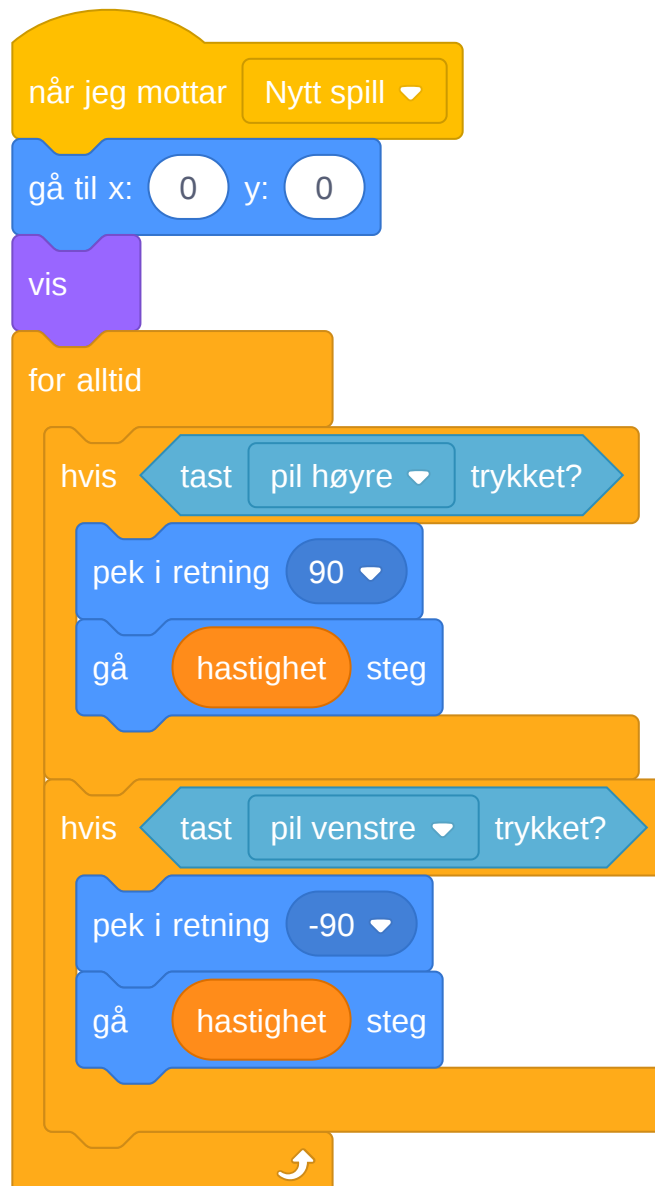 når jeg mottar Nytt spill
gå til x: 0 y: 0
vis
for alltid
hvis tast pil høyre trykket?
pek i retning 90
gå hastighet steg
hvis tast pil venstre trykket?
pek i retning -90
gå hastighet steg